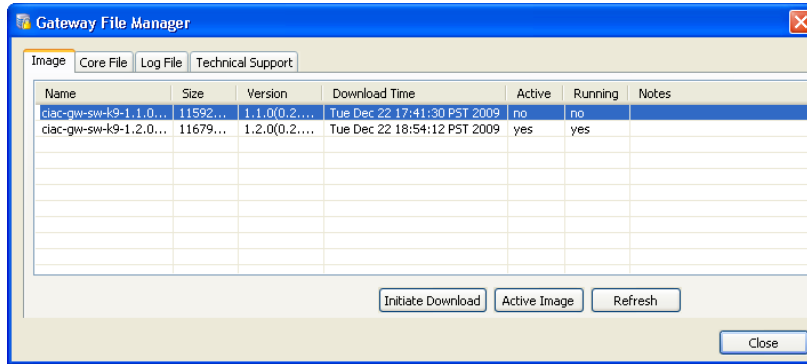 Gateway File Manager
Image Core File Log File Technical Support
Name Size Version Download Time Active Running Notes
ciac-gw-sw-k9-1.1.0... 11592... 1.1.0(0.2.... Tue Dec 22 17:41:30 PST 2009 no no
ciac-gw-sw-k9-1.2.0... 11679... 1.2.0(0.2.... Tue Dec 22 18:54:12 PST 2009 yes yes
Initiate Download Active Image Refresh
Close